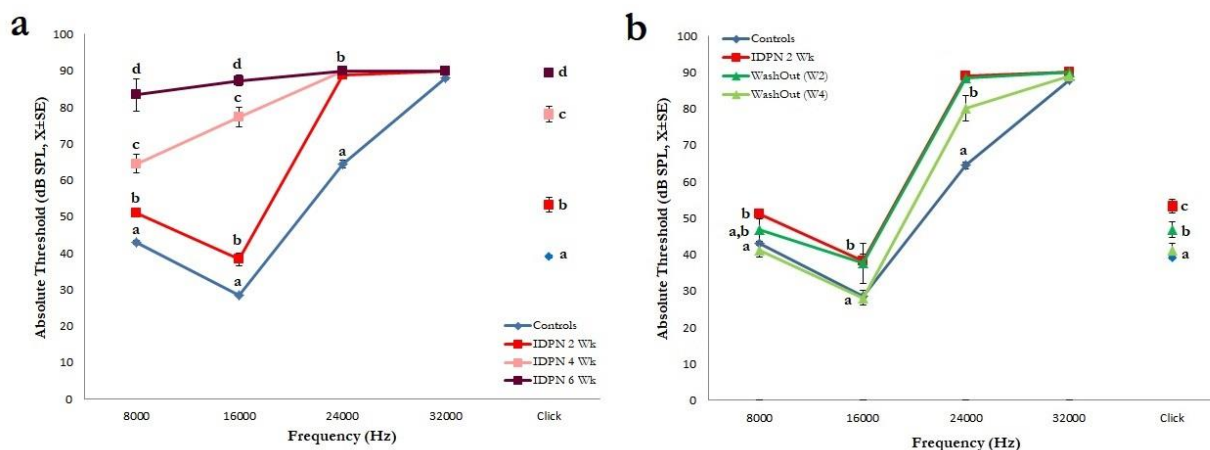 a
Absolute Threshold (dB SPL, X±SE)
100
90
80
70
60
50
40
30
20
10
0
d
d
b
d
c
c
c
b
a
b
a
a
b
a
Controls
IDPN 2 Wk
IDPN 4 Wk
IDPN 6 Wk
8000
16000
24000
32000
Click
Frequency (Hz)
b
Absolute Threshold (dB SPL, X±SE)
100
90
80
70
60
50
40
30
20
10
0
Controls
IDPN 2 Wk
WashOut (W2)
WashOut (W4)
b
a
b
a,b
a
b
a
c
b
a
8000
16000
24000
32000
Click
Frequency (Hz)